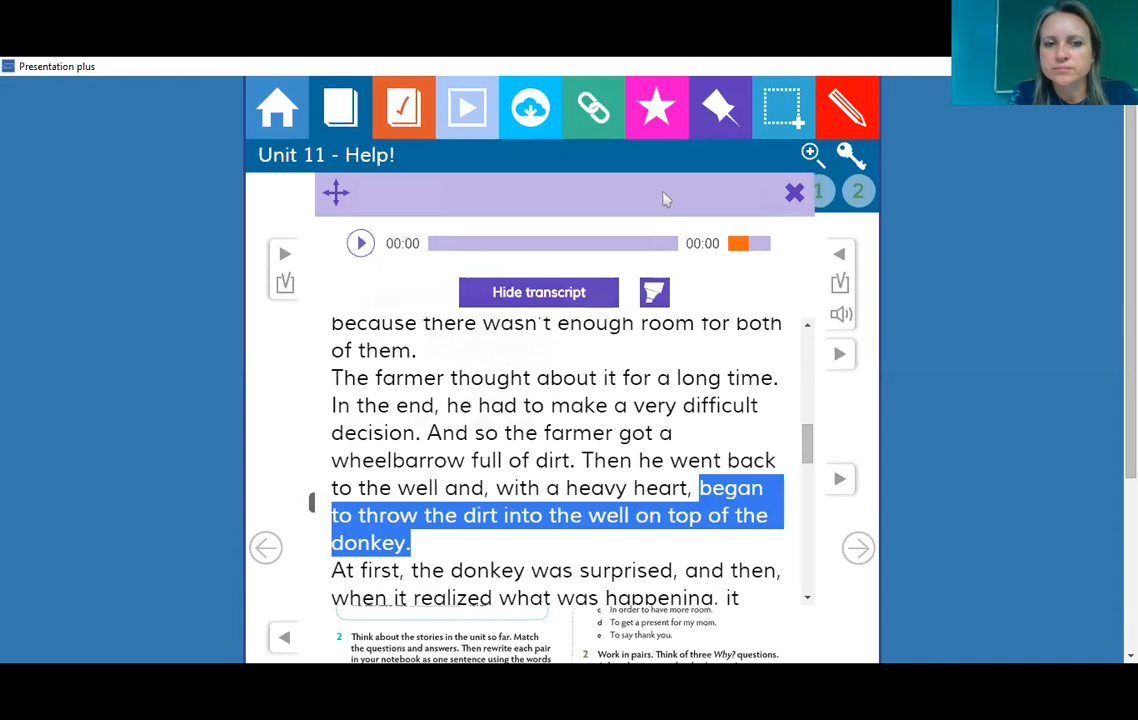 Presentation plus
Unit 11 - Help!
1 2
00:00
00:00
Hide transcript
because there wasn't enough room for both
of them.
The farmer thought about it for a long time.
In the end, he had to make a very difficult
decision. And so the farmer got a
wheelbarrow full of dirt. Then he went back
to the well and, with a heavy heart, began
to throw the dirt into the well on top of the
donkey.
At first, the donkey was surprised, and then,
when it realized what was happening, it
2 Think about the stories in the unit so far. Match
the questions and answers. Then rewrite each pair
in your notebook as one sentence using the words
c In order to have more room.
d To get a present for my mom.
e To say thank you.
2 Work in pairs. Think of three Why? questions.